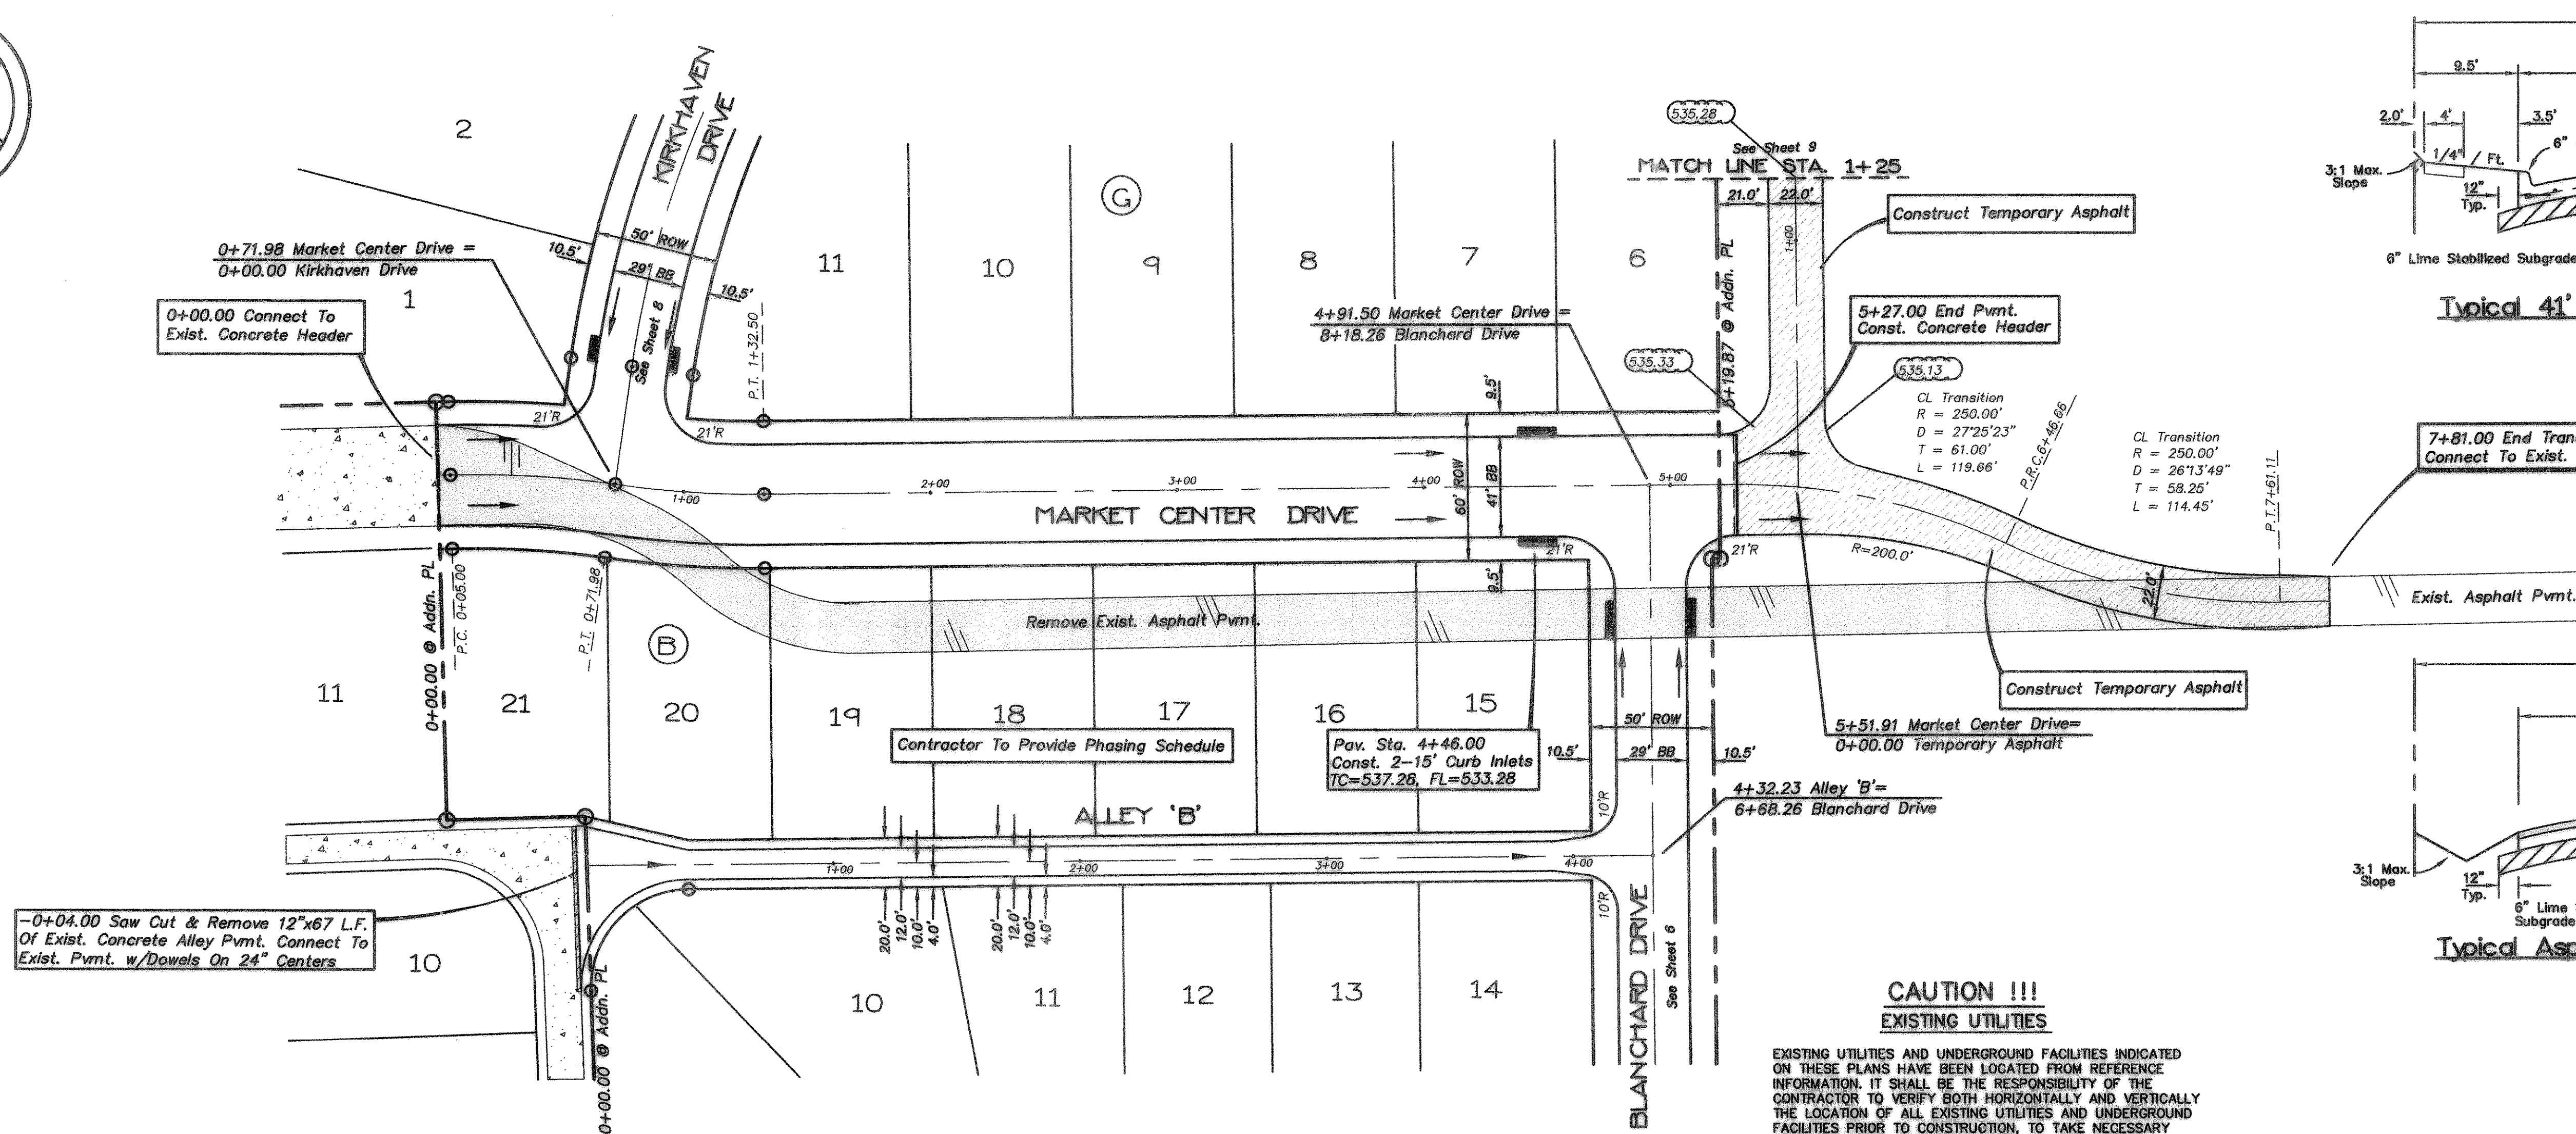 2
KIRKHAVEN
DRIVE
0+71.98 Market Center Drive =
0+00.00 Kirkhaven Drive
1
0+00.00 Connect To
Exist. Concrete Header
10.5'
50' ROW
29' BB
10.5'
See Sheet 8
P.T. 1+32.50
21'R
21'R
11
10
G
9
8
7
6
4+91.50 Market Center Drive =
8+18.26 Blanchard Drive
535.28
See Sheet 9
MATCH LINE STA. 1+25
21.0'
22.0'
1+00
5+19.87 @ Addn. PL
Construct Temporary Asphalt
5+27.00 End Pvmt.
Const. Concrete Header
535.33
535.13
CL Transition
R = 250.00'
D = 27°25'23"
T = 61.00'
L = 119.66'
P.R.C.6+46.66
CL Transition
R = 250.00'
D = 26°13'49"
T = 58.25'
L = 114.45'
P.T.7+61.11
7+81.00 End Tran
Connect To Exist.
9.5'
60' ROW
41' BB
9.5'
1+00
2+00
3+00
4+00
5+00
MARKET CENTER DRIVE
21'R
21'R
R=200.0'
22.0'
Exist. Asphalt Pvmt.
Remove Exist. Asphalt Pvmt.
0+00.00 @ Addn. PL
P.C. 0+05.00
P.T. 0+71.98
B
11
21
20
19
18
17
16
15
Contractor To Provide Phasing Schedule
Pav. Sta. 4+46.00
Const. 2-15' Curb Inlets
TC=537.28, FL=533.28
50' ROW
10.5'
29' BB
10.5'
Construct Temporary Asphalt
5+51.91 Market Center Drive=
0+00.00 Temporary Asphalt
4+32.23 Alley 'B'=
6+68.26 Blanchard Drive
ALLEY 'B'
10'R
1+00
2+00
3+00
4+00
20.0'
12.0'
10.0'
4.0'
20.0'
12.0'
10.0'
4.0'
10'R
-0+04.00 Saw Cut & Remove 12"x67 L.F.
Of Exist. Concrete Alley Pvmt. Connect To
Exist. Pvmt. w/Dowels On 24" Centers
10
0+00.00 @ Addn. PL
10
11
12
13
14
BLANCHARD DRIVE
See Sheet 6
CAUTION !!!
EXISTING UTILITIES
EXISTING UTILITIES AND UNDERGROUND FACILITIES INDICATED
ON THESE PLANS HAVE BEEN LOCATED FROM REFERENCE
INFORMATION. IT SHALL BE THE RESPONSIBILITY OF THE
CONTRACTOR TO VERIFY BOTH HORIZONTALLY AND VERTICALLY
THE LOCATION OF ALL EXISTING UTILITIES AND UNDERGROUND
FACILITIES PRIOR TO CONSTRUCTION, TO TAKE NECESSARY
9.5'
2.0'
4'
3.5'
6"
1/4" / Ft.
3:1 Max.
Slope
12"
Typ.
6" Lime Stabilized Subgrade
Typical 41'
3:1 Max.
Slope
12"
Typ.
6" Lime
Subgrade
Typical Asp